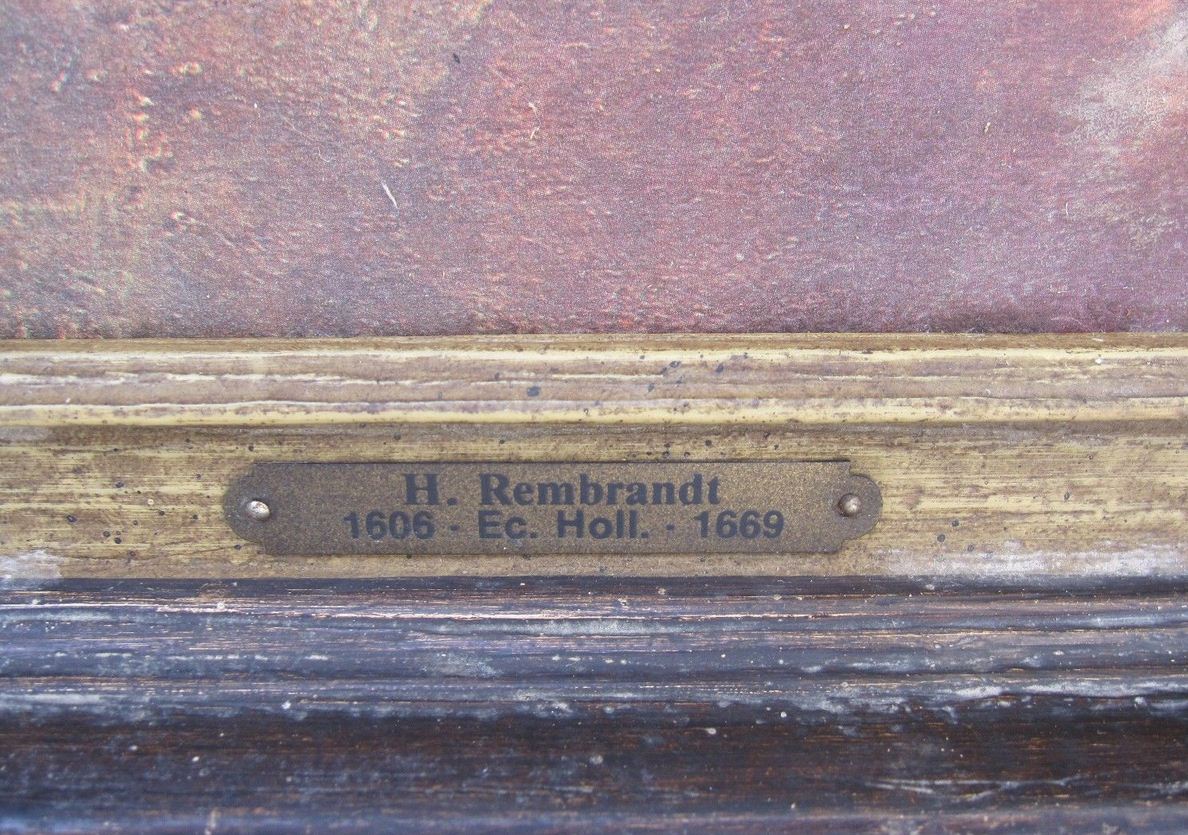 H. Rembrandt
1606 - Ec. Holl. - 1669